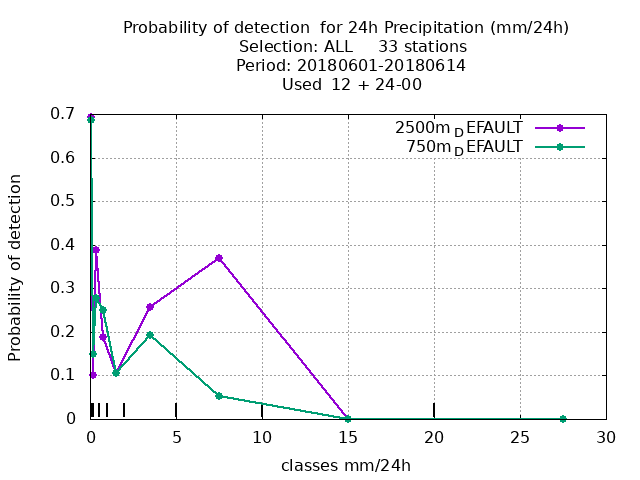 Probability of detection  for 24h Precipitation (mm/24h)
Selection: ALL     33 stations
Period: 20180601-20180614
Used  12 + 24-00
2500m_DEFAULT
750m_DEFAULT
Probability of detection
0.7
0.6
0.5
0.4
0.3
0.2
0.1
0
0 5 10 15 20 25 30
classes mm/24h